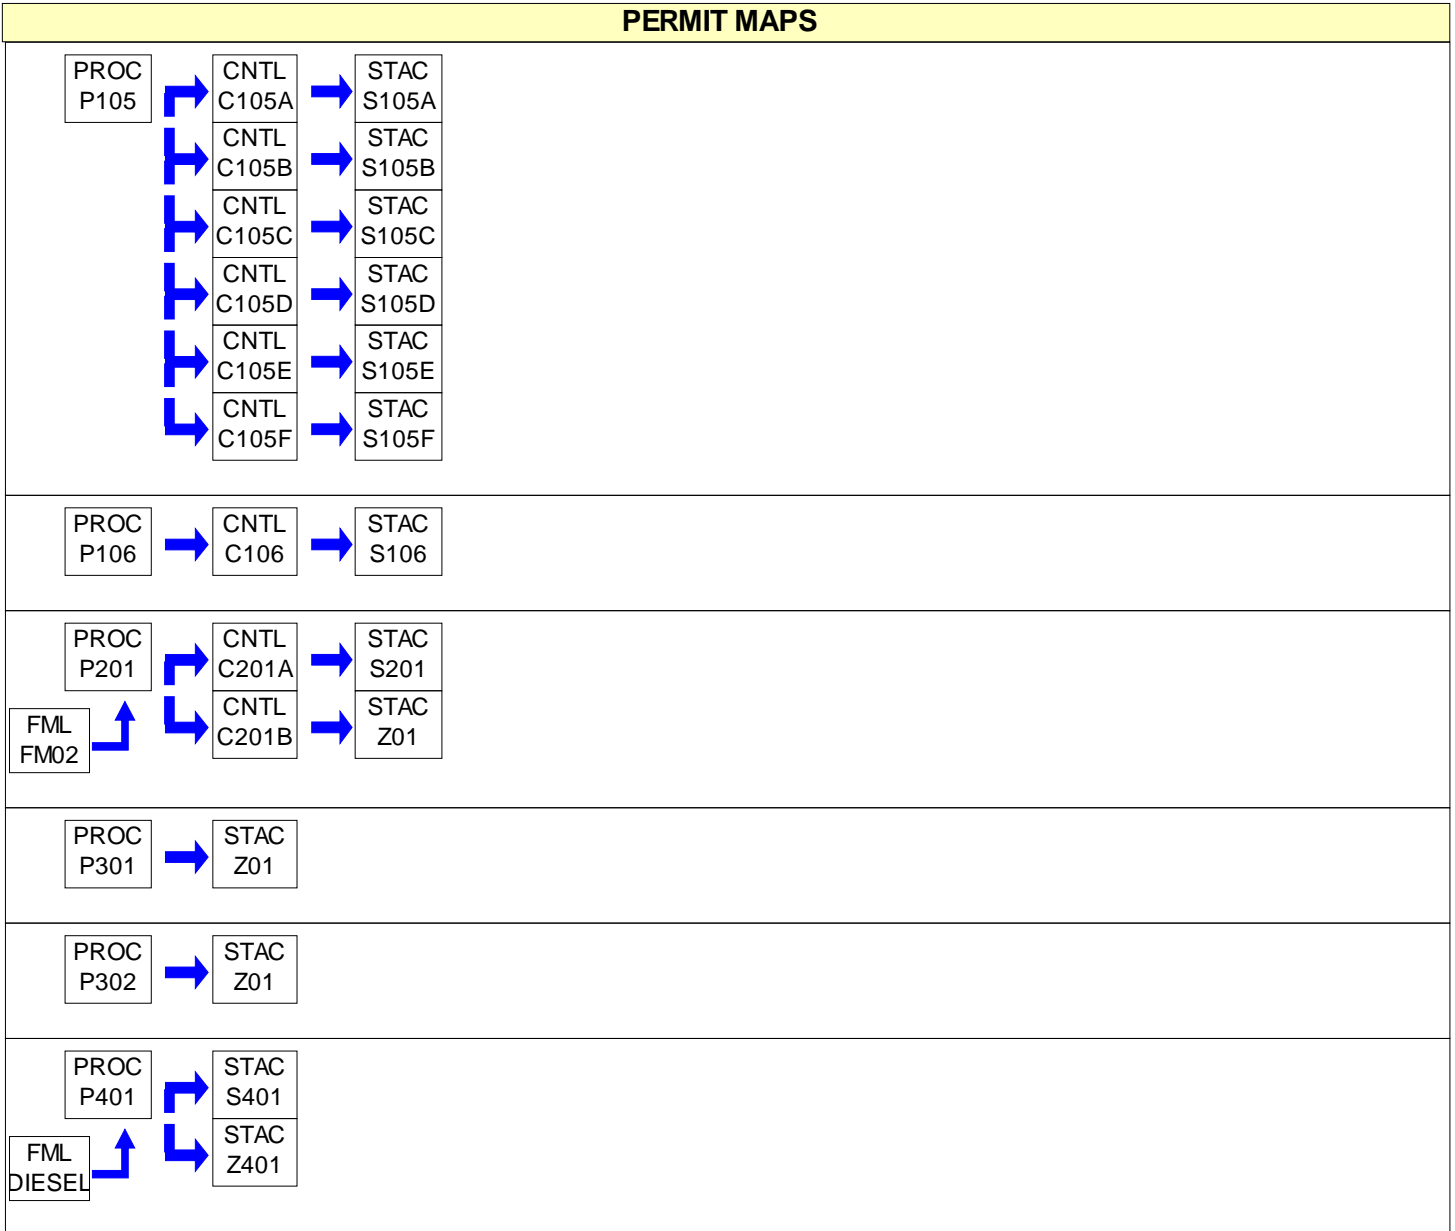 PERMIT MAPS
PROC
P105
CNTL
C105A
STAC
S105A
CNTL
C105B
STAC
S105B
CNTL
C105C
STAC
S105C
CNTL
C105D
STAC
S105D
CNTL
C105E
STAC
S105E
CNTL
C105F
STAC
S105F
PROC
P106
CNTL
C106
STAC
S106
PROC
P201
CNTL
C201A
STAC
S201
FML
FM02
CNTL
C201B
STAC
Z01
PROC
P301
STAC
Z01
PROC
P302
STAC
Z01
PROC
P401
STAC
S401
FML
DIESEL
STAC
Z401